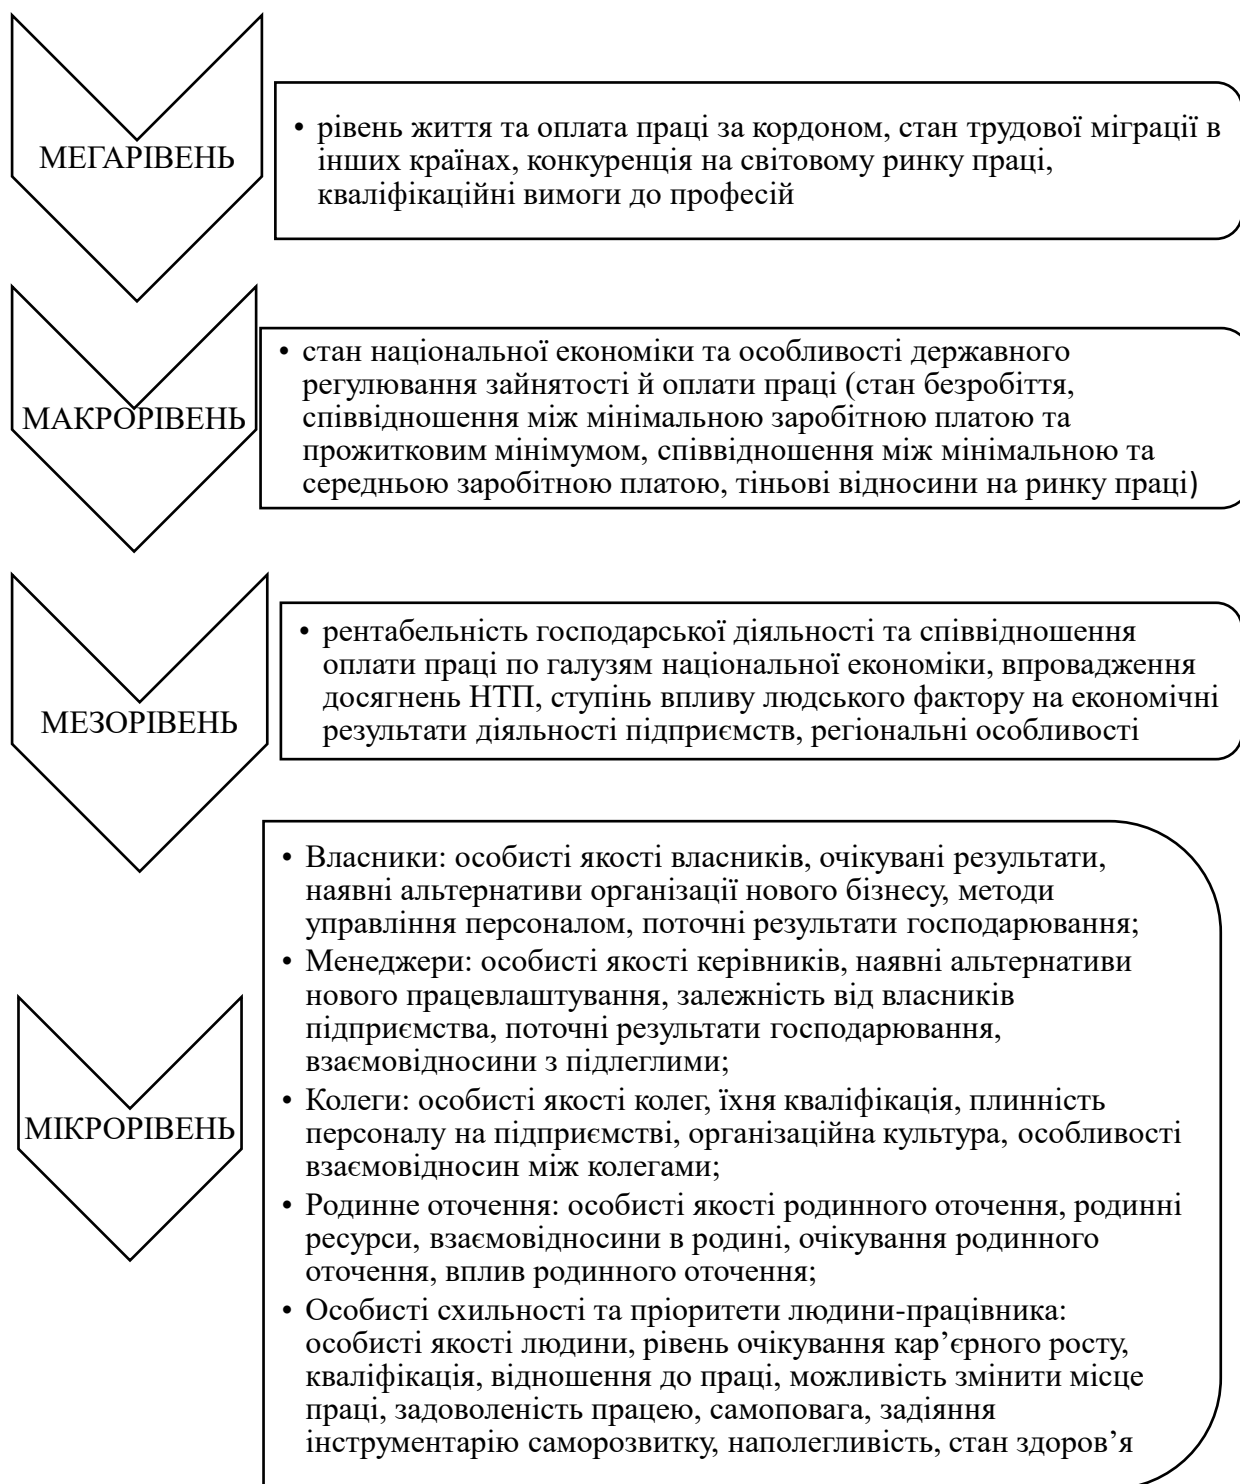 МЕГАРІВЕНЬ
• рівень життя та оплата праці за кордоном, стан трудової міграції в
інших країнах, конкуренція на світовому ринку праці,
кваліфікаційні вимоги до професій
МАКРОРІВЕНЬ
• стан національної економіки та особливості державного
регулювання зайнятості й оплати праці (стан безробіття,
співвідношення між мінімальною заробітною платою та
прожитковим мінімумом, співвідношення між мінімальною та
середньою заробітною платою, тіньові відносини на ринку праці)
МЕЗОРІВЕНЬ
• рентабельність господарської діяльності та співвідношення
оплати праці по галузям національної економіки, впровадження
досягнень НТП, ступінь впливу людського фактору на економічні
результати діяльності підприємств, регіональні особливості
МІКРОРІВЕНЬ
• Власники: особисті якості власників, очікувані результати,
наявні альтернативи організації нового бізнесу, методи
управління персоналом, поточні результати господарювання;
• Менеджери: особисті якості керівників, наявні альтернативи
нового працевлаштування, залежність від власників
підприємства, поточні результати господарювання,
взаємовідносини з підлеглими;
• Колеги: особисті якості колег, їхня кваліфікація, плинність
персоналу на підприємстві, організаційна культура, особливості
взаємовідносин між колегами;
• Родинне оточення: особисті якості родинного оточення, родинні
ресурси, взаємовідносини в родині, очікування родинного
оточення, вплив родинного оточення;
• Особисті схильності та пріоритети людини-працівника:
особисті якості людини, рівень очікування кар’єрного росту,
кваліфікація, відношення до праці, можливість змінити місце
праці, задоволеність працею, самоповага, задіяння
інструментарію саморозвитку, наполегливість, стан здоров’я